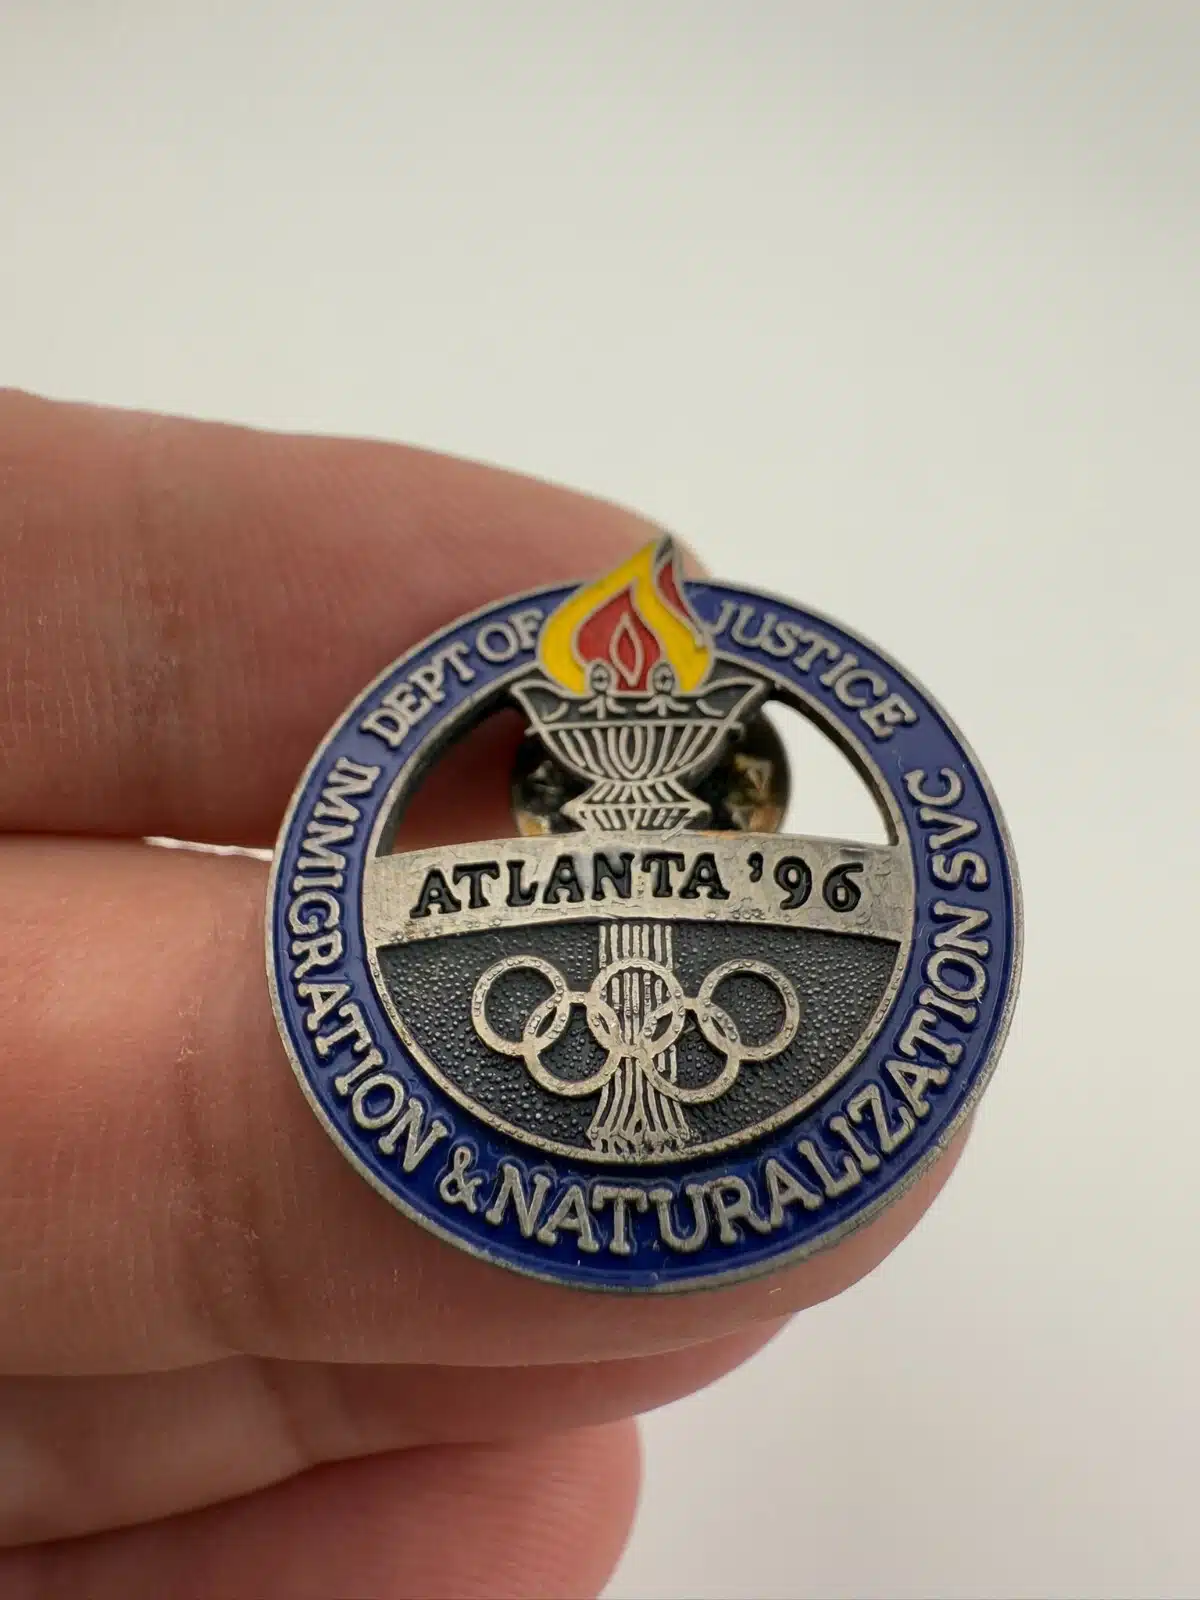 DEPT OF JUSTICE
IMMIGRATION & NATURALIZATION SVC
ATLANTA '96